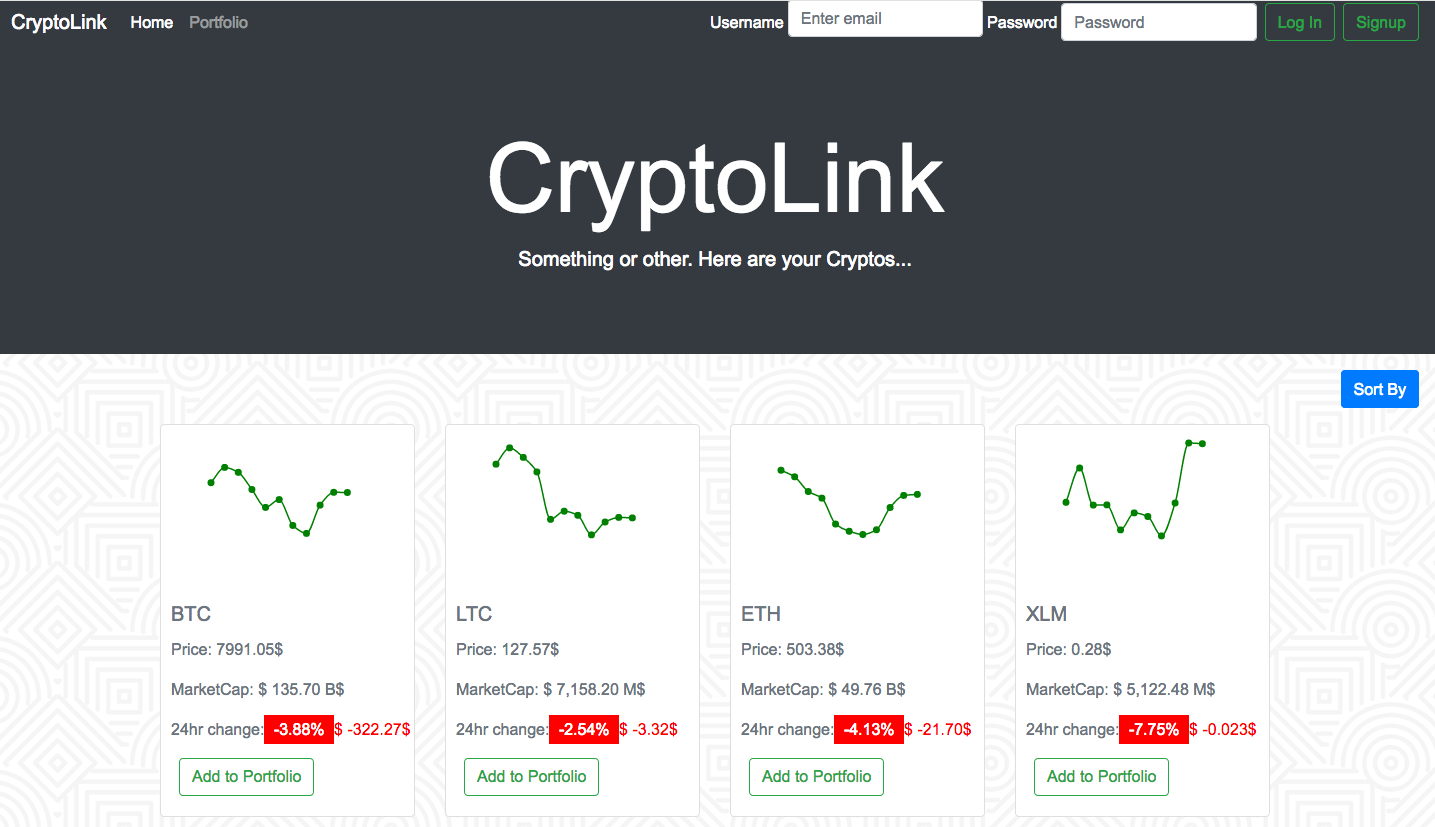 CryptoLink Home Portfolio Username Enter email Password Password Log In Signup
CryptoLink
Something or other. Here are your Cryptos...
Sort By
BTC
Price: 7991.05$
MarketCap: $ 135.70 B$
24hr change: -3.88% $ -322.27$
Add to Portfolio
LTC
Price: 127.57$
MarketCap: $ 7,158.20 M$
24hr change: -2.54% $ -3.32$
Add to Portfolio
ETH
Price: 503.38$
MarketCap: $ 49.76 B$
24hr change: -4.13% $ -21.70$
Add to Portfolio
XLM
Price: 0.28$
MarketCap: $ 5,122.48 M$
24hr change: -7.75% $ -0.023$
Add to Portfolio